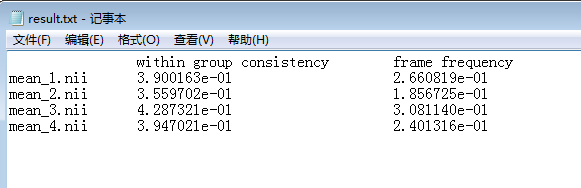 result.txt - 记事本
文件(F) 编辑(E) 格式(O) 查看(V) 帮助(H)
within group consistency frame frequency
mean_1.nii 3.900163e-01 2.660819e-01
mean_2.nii 3.559702e-01 1.856725e-01
mean_3.nii 4.287321e-01 3.081140e-01
mean_4.nii 3.947021e-01 2.401316e-01